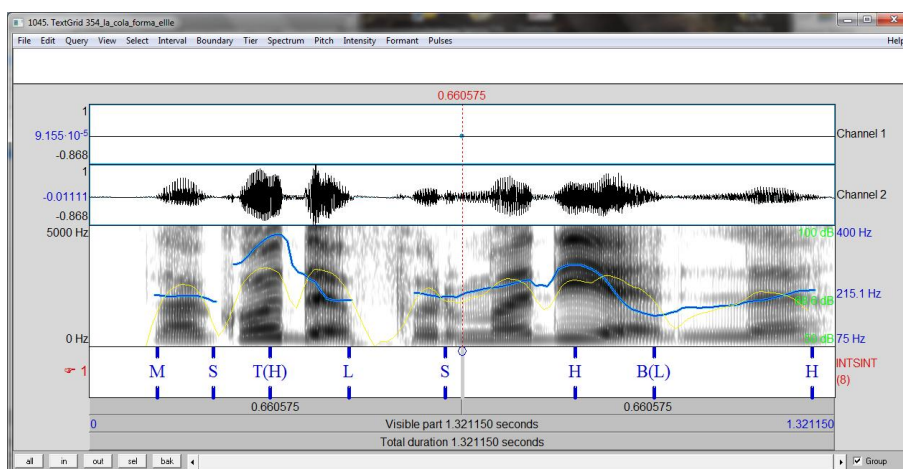 1045. TextGrid 354_la_cola_forma_ellle
File Edit Query View Select Interval Boundary Tier Spectrum Pitch Intensity Formant Pulses Help
0.660575
1
9.155·10-5
-0.868
Channel 1
1
-0.01111
-0.868
Channel 2
5000 Hz
0 Hz
100 dB
400 Hz
215.1 Hz
75 Hz
1
M S T(H) L S H B(L) H
INTSINT
(8)
0.660575 0.660575
0 Visible part 1.321150 seconds 1.321150
Total duration 1.321150 seconds
all in out sel bak Group